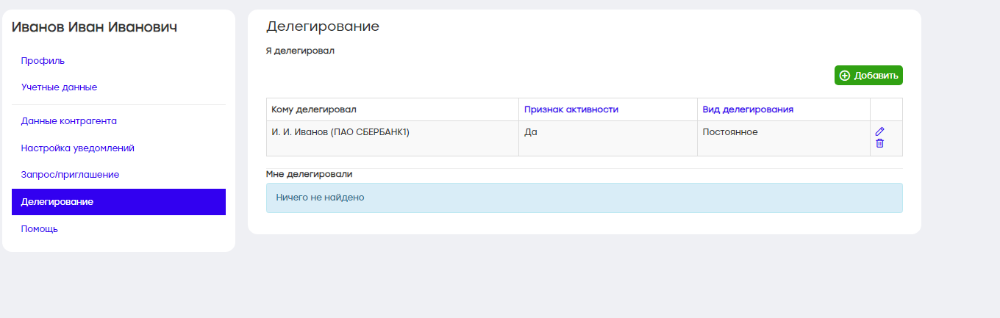 Иванов Иван Иванович
Профиль
Учетные данные
Данные контрагента
Настройка уведомлений
Запрос/приглашение
Делегирование
Помощь
Делегирование
Я делегировал
Добавить
Кому делегировал Признак активности Вид делегирования
И. И. Иванов (ПАО СБЕРБАНК1) Да Постоянное
Мне делегировали
Ничего не найдено